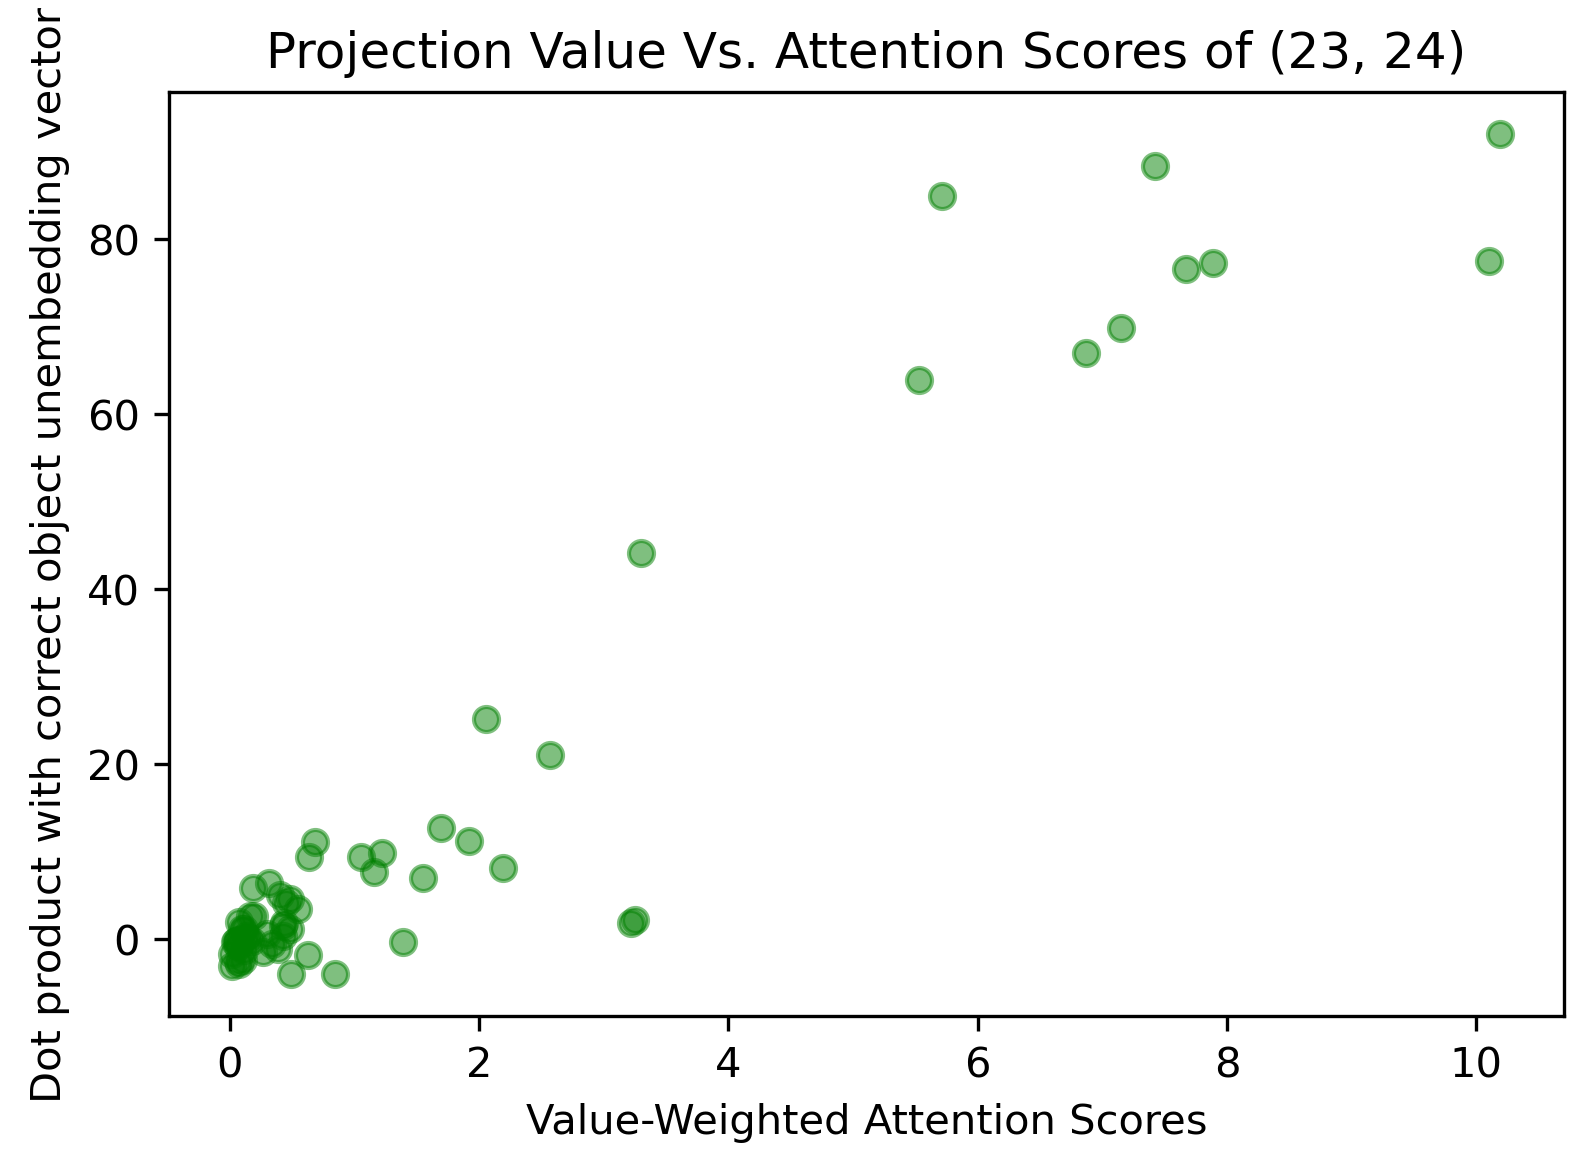 Projection Value Vs. Attention Scores of (23, 24)
Dot product with correct object unembedding vector
80
60
40
20
0
0 2 4 6 8 10
Value-Weighted Attention Scores